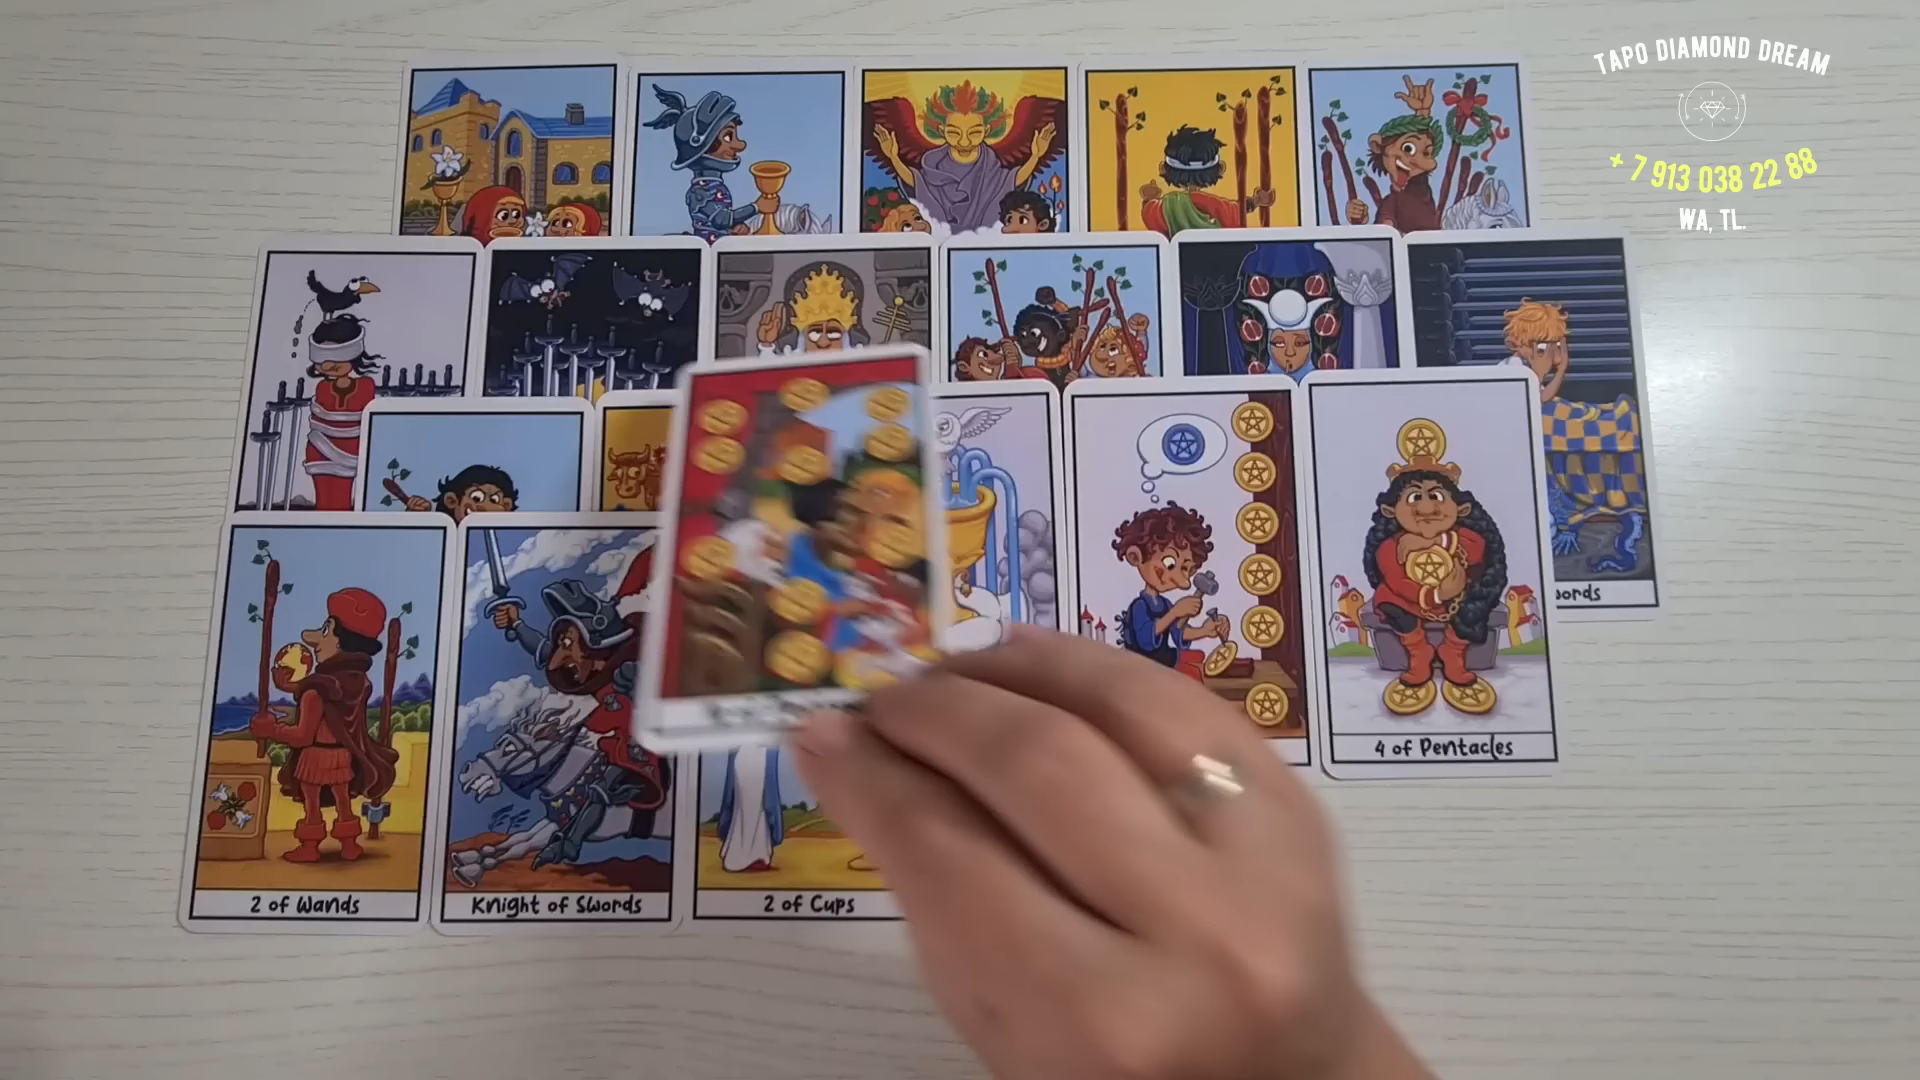 TAPO DIAMOND DREAM
+ 7 913 038 22 88
WA, TL.
ords
4 of Pentacles
2 of Wands
Knight of Swords
2 of Cups